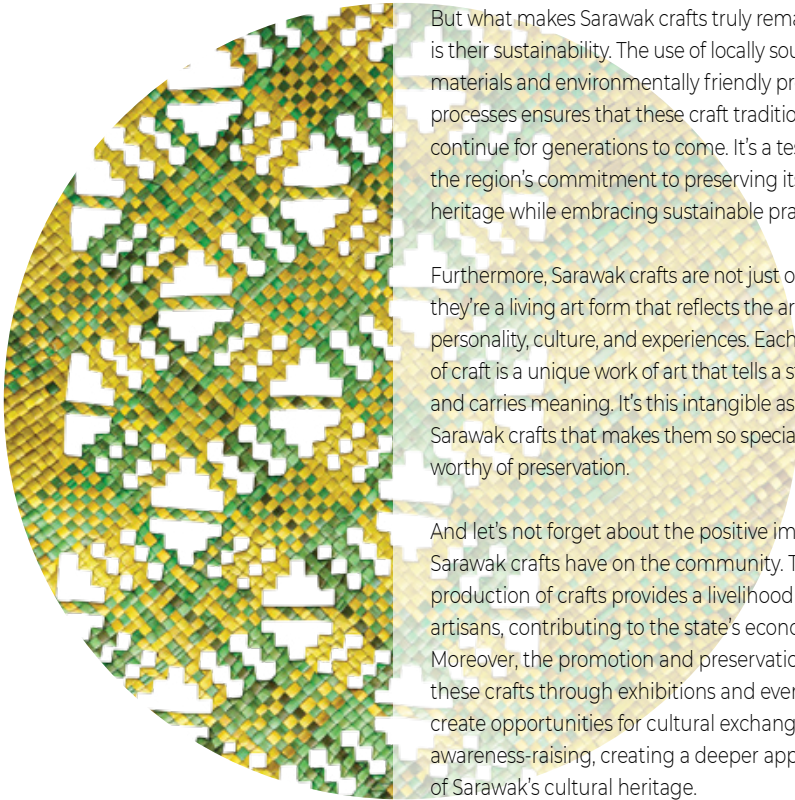 But what makes Sarawak crafts truly rema
is their sustainability. The use of locally sou
materials and environmentally friendly pr
processes ensures that these craft traditio
continue for generations to come. It’s a tes
the region’s commitment to preserving its
heritage while embracing sustainable pra
Furthermore, Sarawak crafts are not just o
they’re a living art form that reflects the ar
personality, culture, and experiences. Each
of craft is a unique work of art that tells a s
and carries meaning. It’s this intangible as
Sarawak crafts that makes them so specia
worthy of preservation.
And let’s not forget about the positive im
Sarawak crafts have on the community. T
production of crafts provides a livelihood
artisans, contributing to the state’s econo
Moreover, the promotion and preservatio
these crafts through exhibitions and even
create opportunities for cultural exchang
awareness-raising, creating a deeper app
of Sarawak’s cultural heritage.